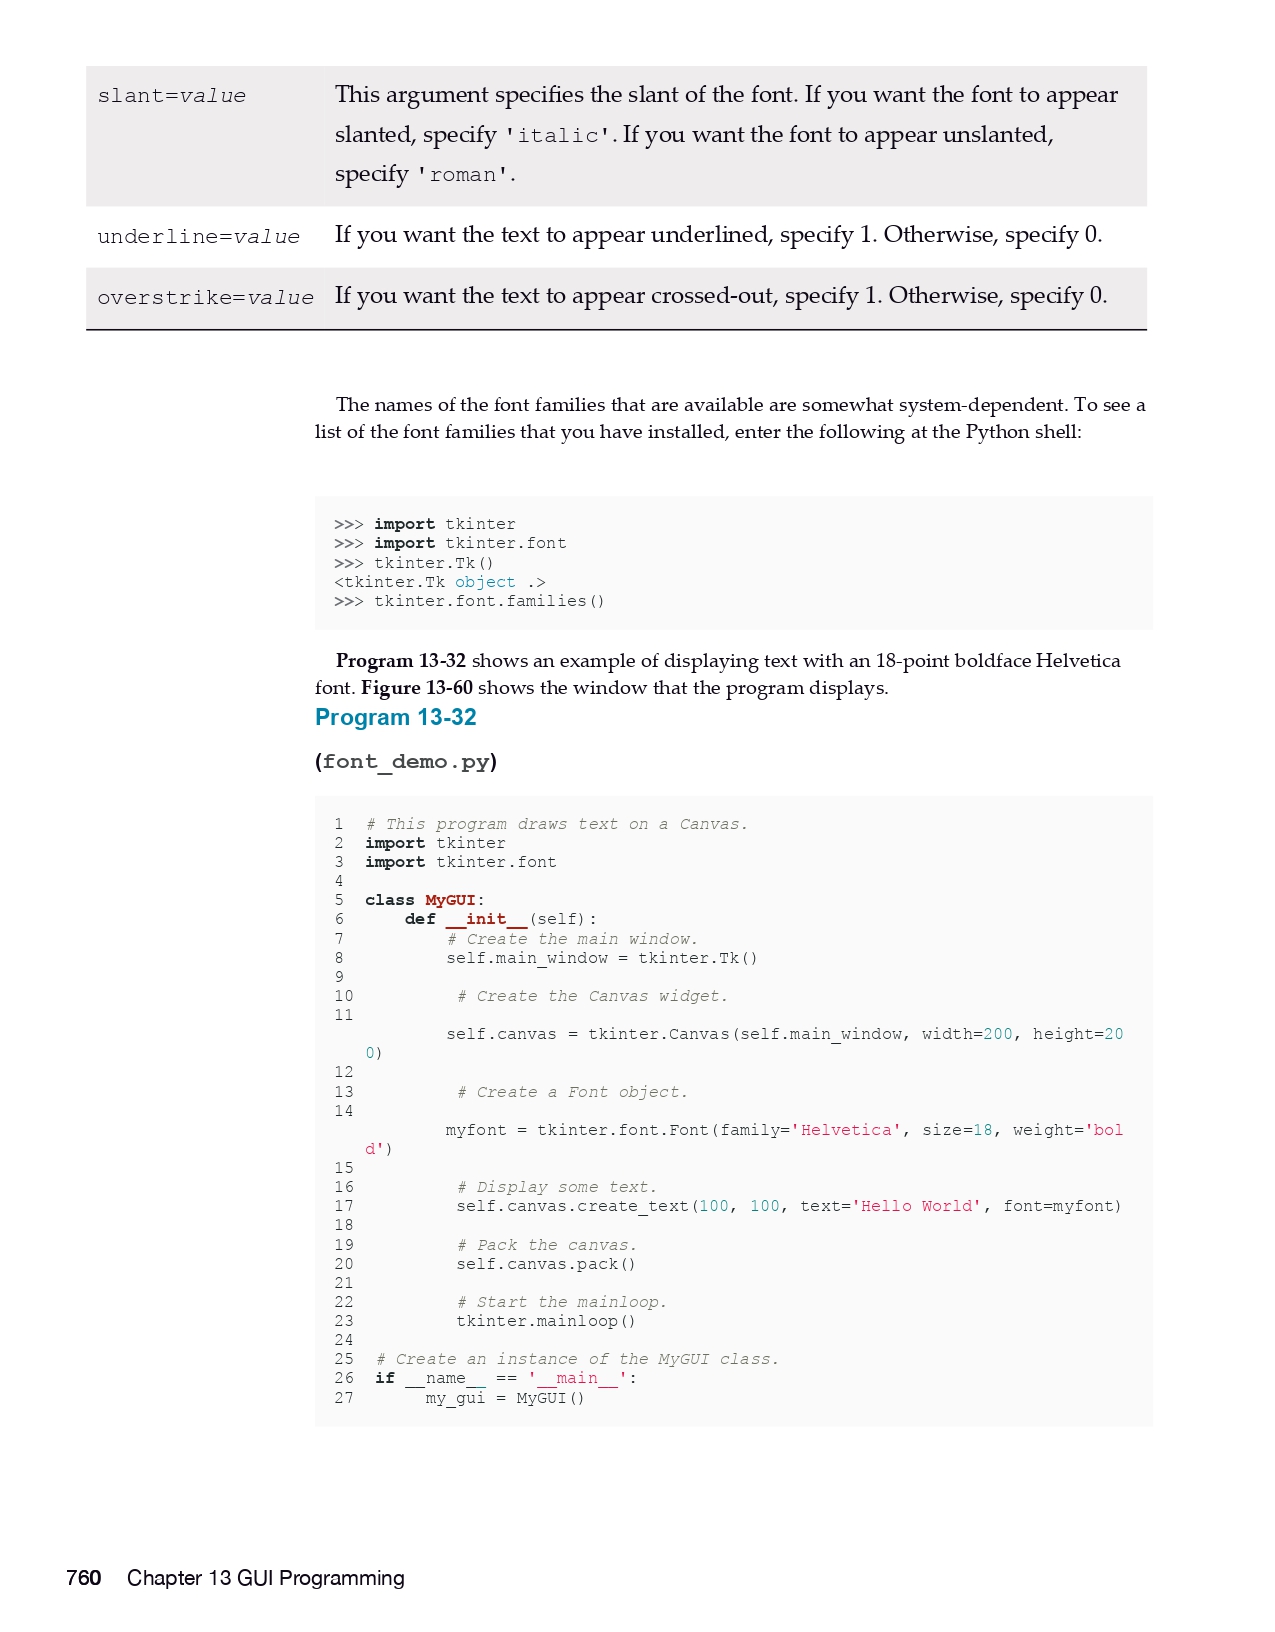 slant=value This argument specifies the slant of the font. If you want the font to appear
slanted, specify 'italic'. If you want the font to appear unslanted,
specify 'roman'.
underline=value If you want the text to appear underlined, specify 1. Otherwise, specify 0.
overstrike=value If you want the text to appear crossed-out, specify 1. Otherwise, specify 0.
The names of the font families that are available are somewhat system-dependent. To see a
list of the font families that you have installed, enter the following at the Python shell:
>>> import tkinter
>>> import tkinter.font
>>> tkinter.Tk()
<tkinter.Tk object .>
>>> tkinter.font.families()
Program 13-32 shows an example of displaying text with an 18-point boldface Helvetica
font. Figure 13-60 shows the window that the program displays.
Program 13-32
(font_demo.py)
1 # This program draws text on a Canvas.
2 import tkinter
3 import tkinter.font
4
5 class MyGUI:
6 def __init__(self):
7 # Create the main window.
8 self.main_window = tkinter.Tk()
9
10 # Create the Canvas widget.
11
self.canvas = tkinter.Canvas(self.main_window, width=200, height=20
0)
12
13 # Create a Font object.
14
myfont = tkinter.font.Font(family='Helvetica', size=18, weight='bol
d')
15
16 # Display some text.
17 self.canvas.create_text(100, 100, text='Hello World', font=myfont)
18
19 # Pack the canvas.
20 self.canvas.pack()
21
22 # Start the mainloop.
23 tkinter.mainloop()
24
25 # Create an instance of the MyGUI class.
26 if __name__ == '__main__':
27 my_gui = MyGUI()
760 Chapter 13 GUI Programming